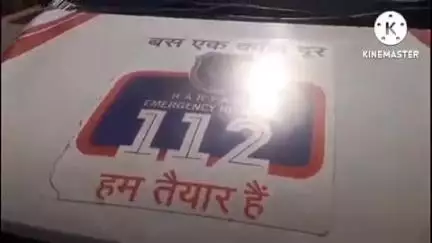 बस एक कॉल दूर
EMERGENCY
112
हम तैयार हैं
KINEMASTER